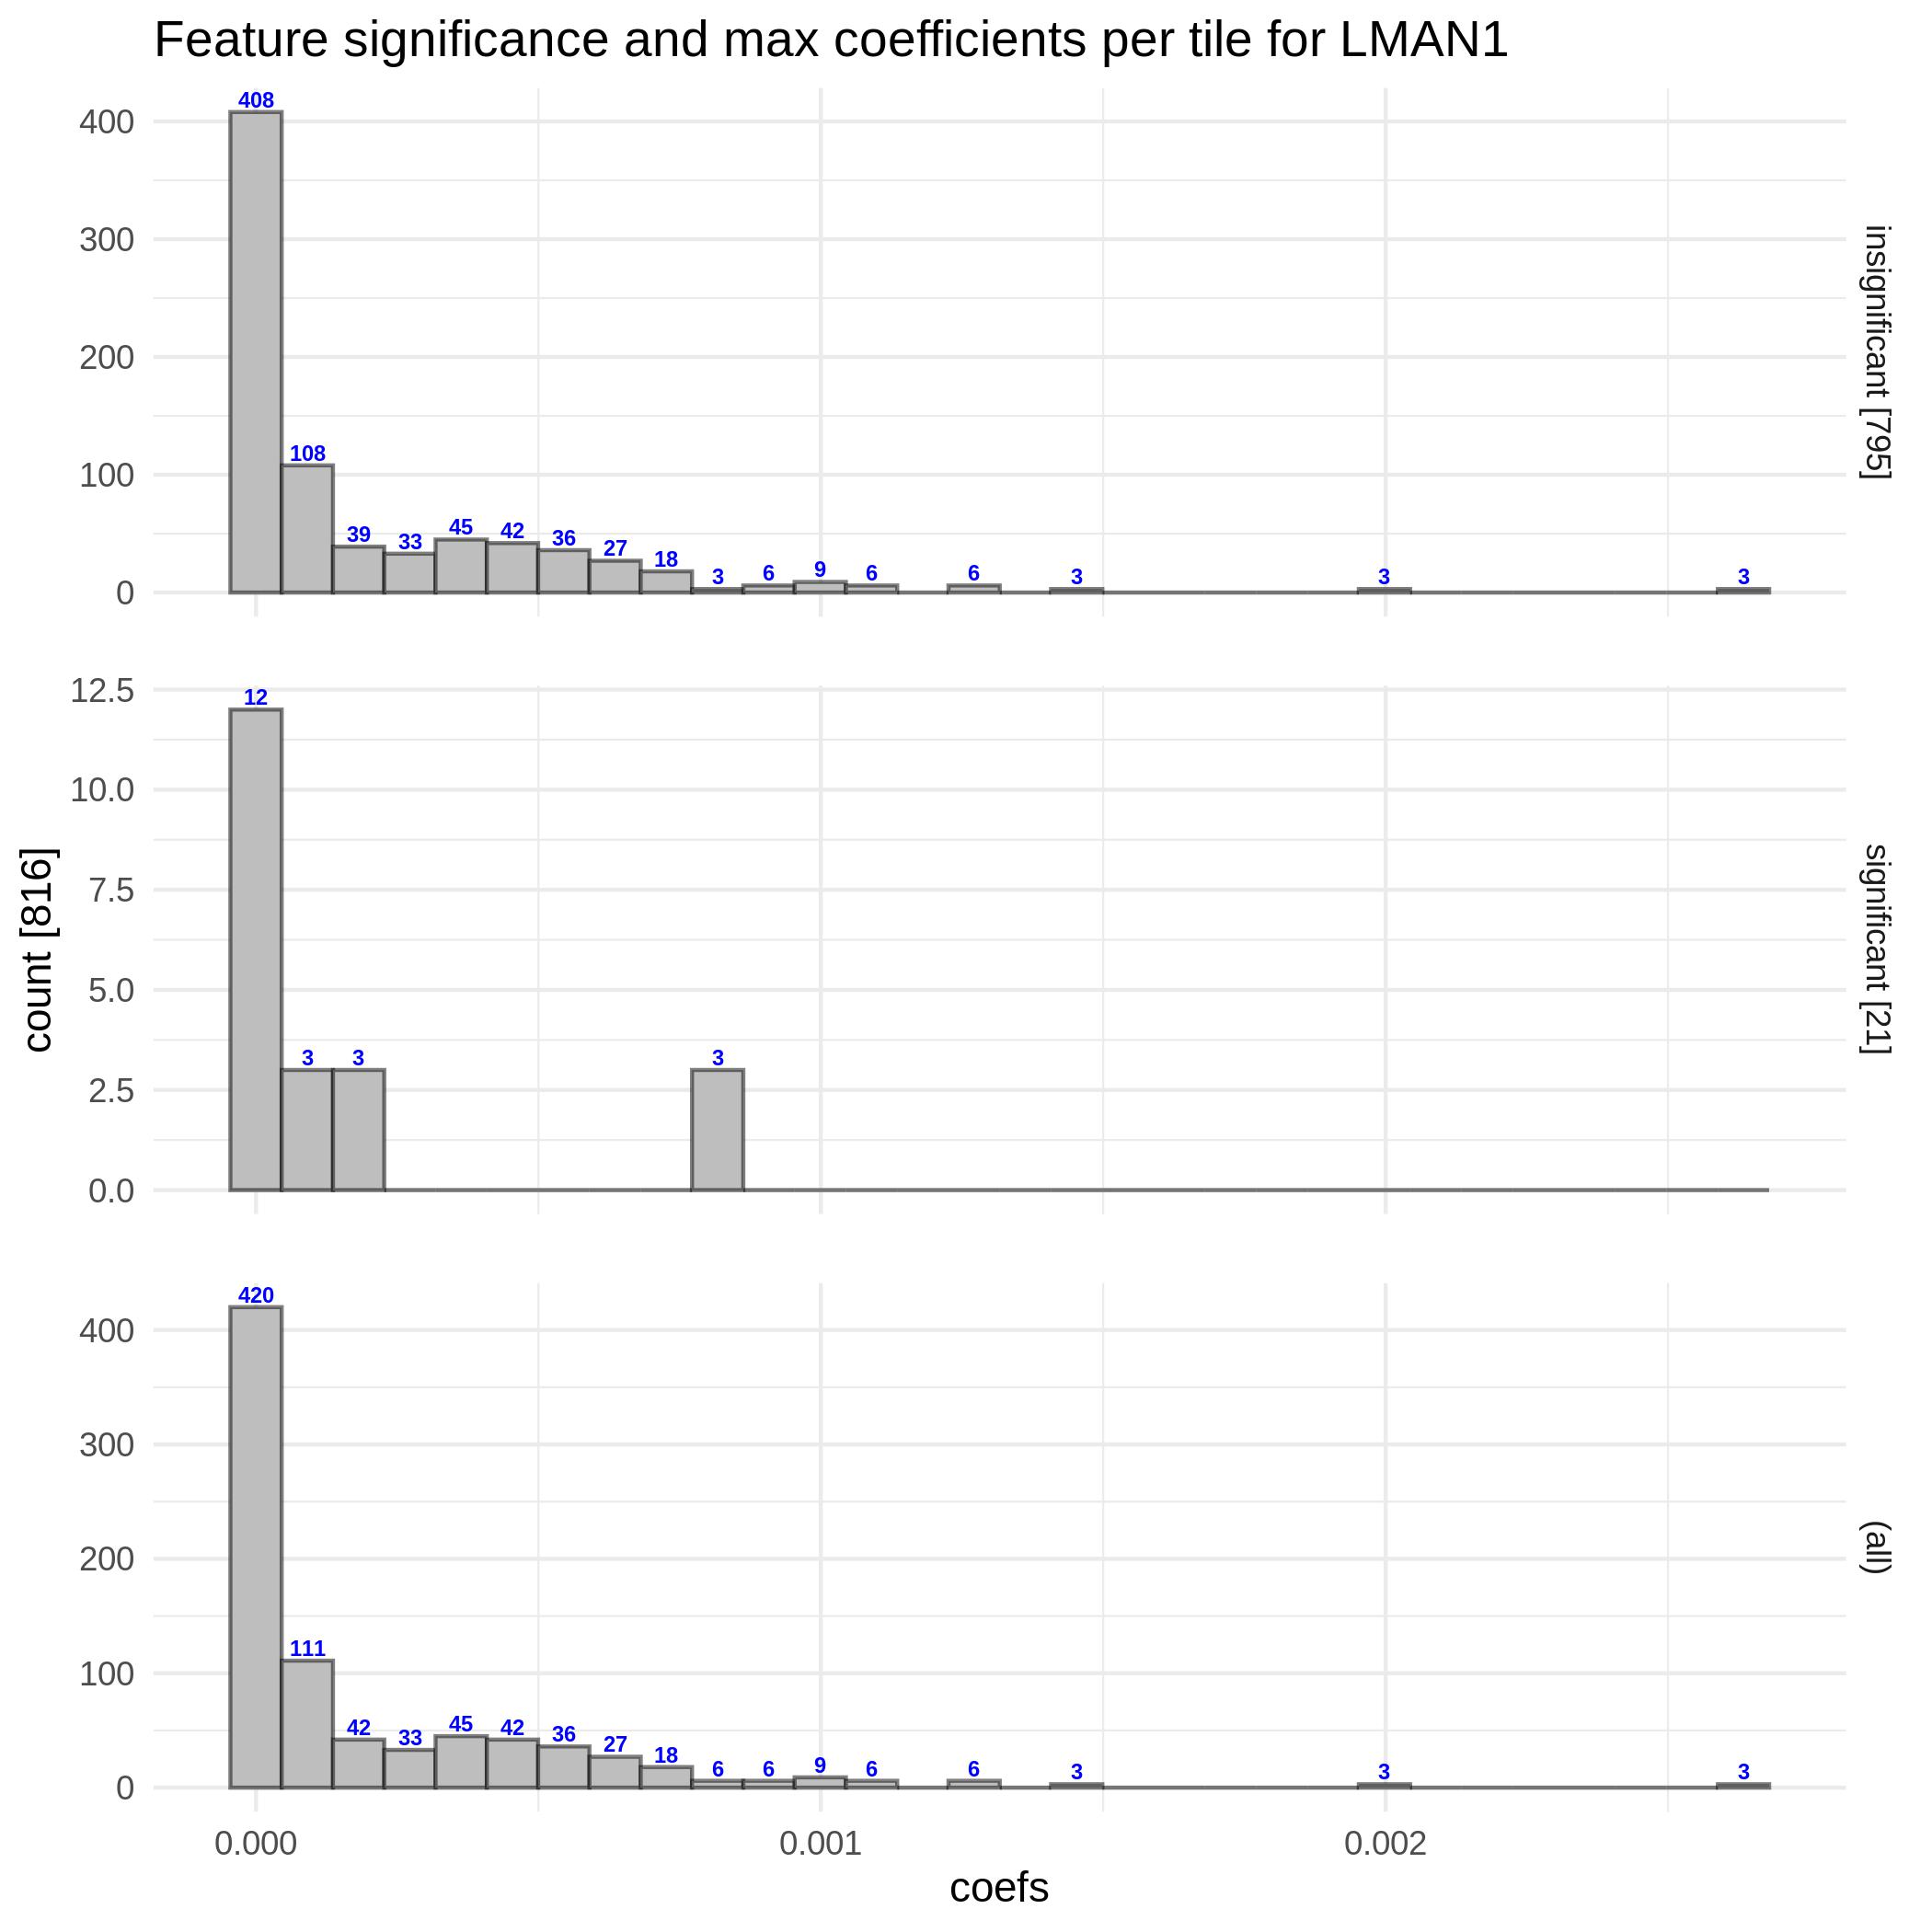 Feature significance and max coefficients per tile for LMAN1
408
400
300
200
108
100
39 33 45 42 36 27 18 3 6 9 6 6 3 3 3
0
insignificant [795]
12.5
12
10.0
7.5
5.0
3 3 3
2.5
0.0
significant [21]
count [816]
420
400
300
200
111
100
42 33 45 42 36 27 18 6 6 9 6 6 3 3 3
0
(all)
0.000 0.001 0.002
coefs